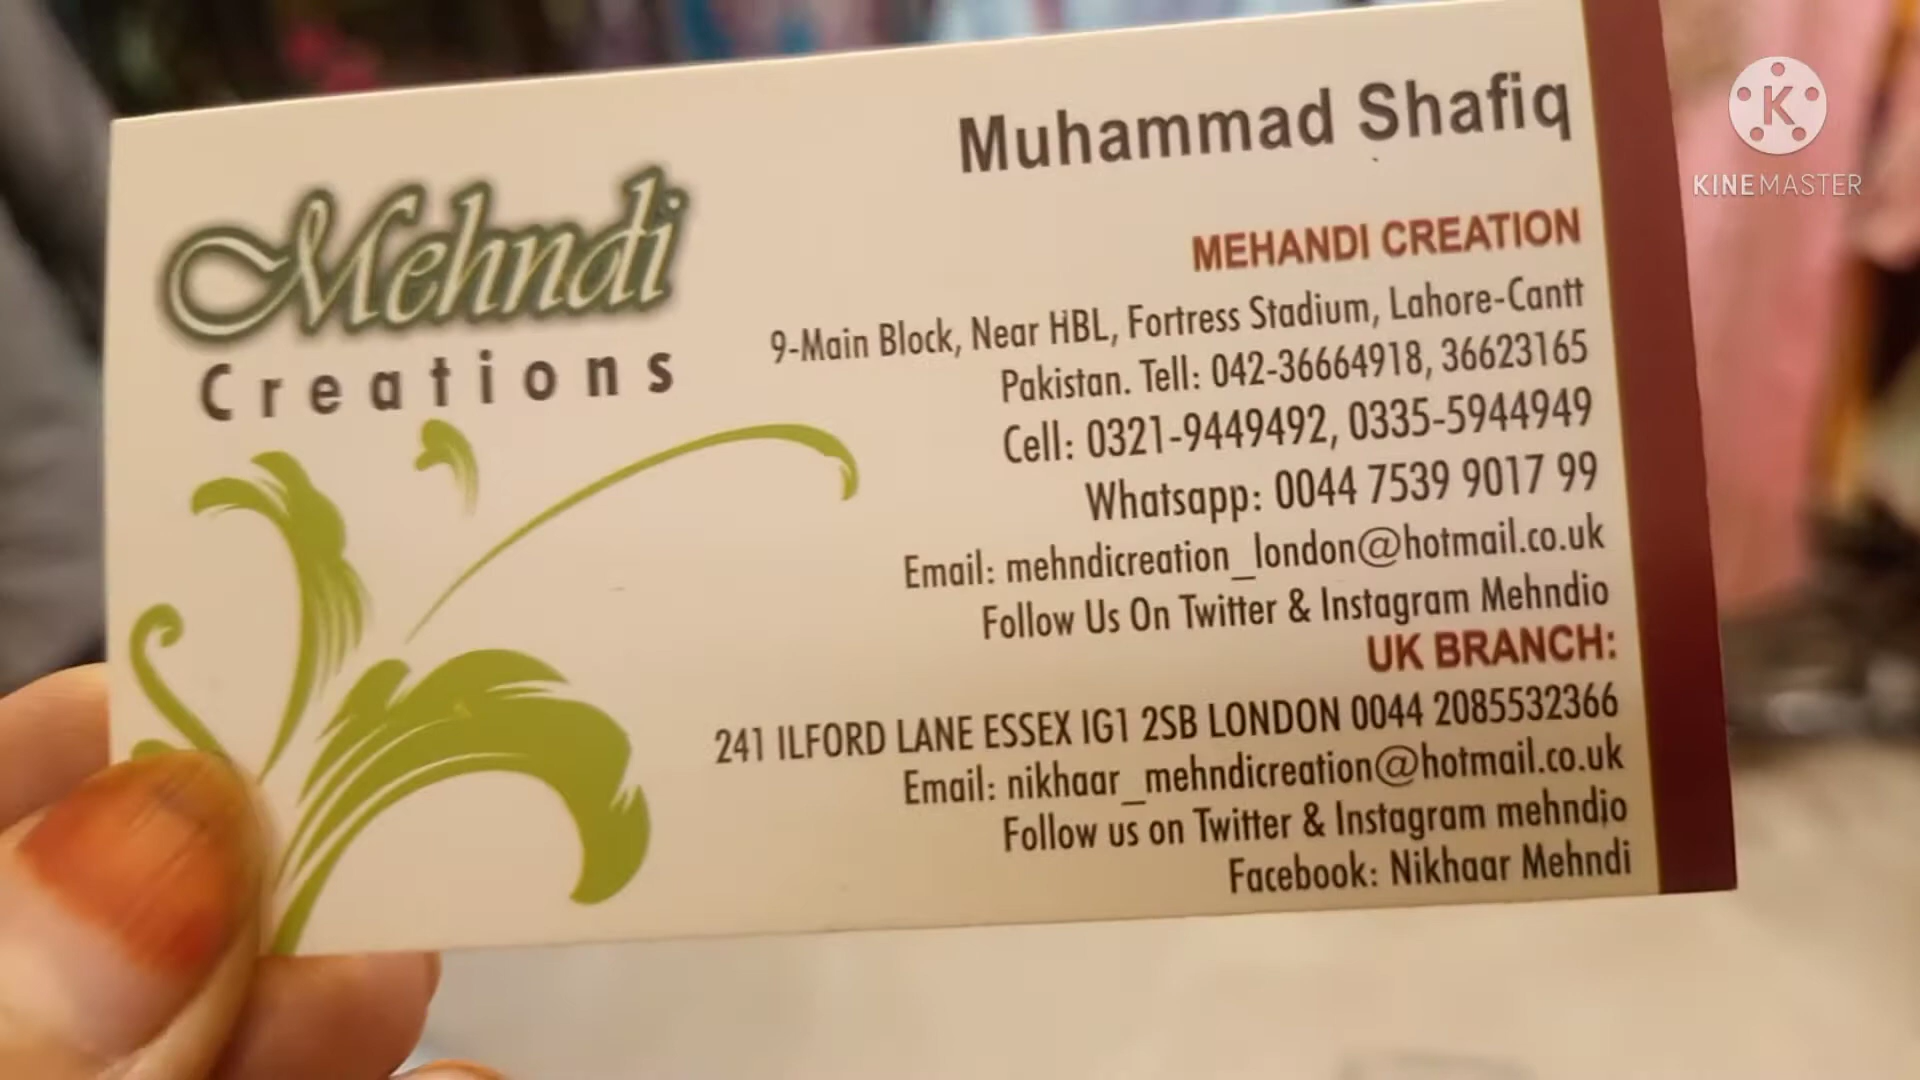 Mehndi
Creations
Muhammad Shafiq
MEHANDI CREATION
9-Main Block, Near HBL, Fortress Stadium, Lahore-Cantt
Pakistan. Tell: 042-36664918, 36623165
Cell: 0321-9449492, 0335-5944949
Whatsapp: 0044 7539 9017 99
Email: mehndicreation_london@hotmail.co.uk
Follow Us On Twitter & Instagram Mehndio
UK BRANCH:
241 ILFORD LANE ESSEX IG1 2SB LONDON 0044 2085532366
Email: nikhaar_mehndicreation@hotmail.co.uk
Follow us on Twitter & Instagram mehndio
Facebook: Nikhaar Mehndi
K
KINEMASTER